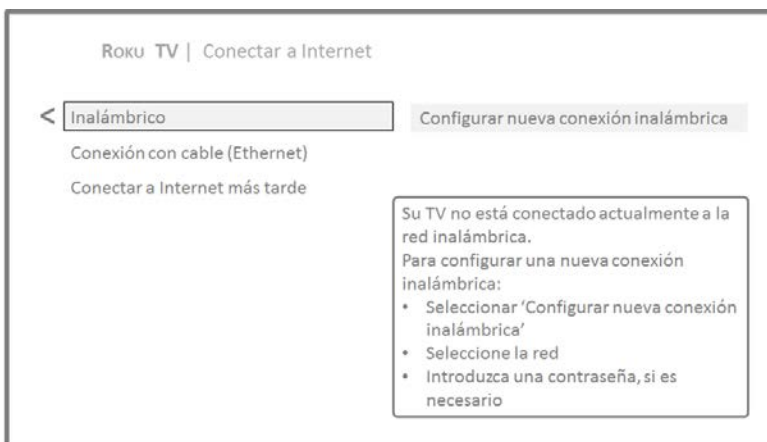 ROKU TV | Conectar a Internet
< Inalámbrico
Configurar nueva conexión inalámbrica
Conexión con cable (Ethernet)
Conectar a Internet más tarde
Su TV no está conectado actualmente a la
red inalámbrica.
Para configurar una nueva conexión
inalámbrica:
• Seleccionar ‘Configurar nueva conexión
inalámbrica’
• Seleccione la red
• Introduzca una contraseña, si es
necesario